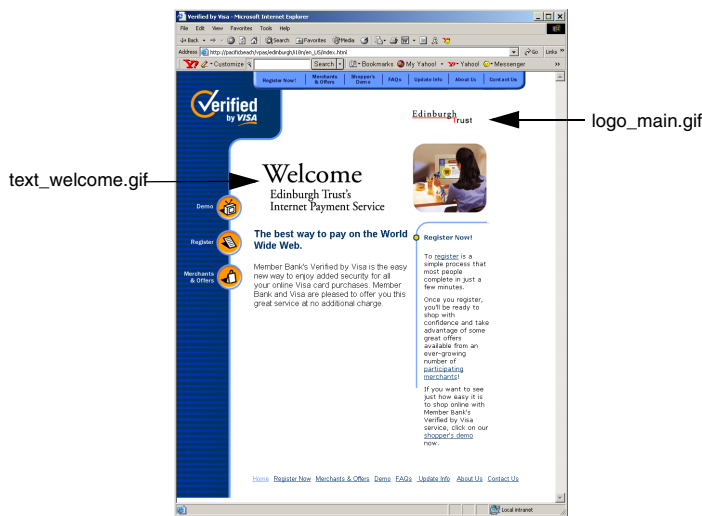 Verified by Visa - Microsoft Internet Explorer
File Edit View Favorites Tools Help
Back Search Favorites Media
Address http://pacificbeach/vpas/edinburgh/i18n/en_US/index.html Go Links »
Y! Customize Search Bookmarks My Yahoo! Yahoo! Messenger »
Register Now! Merchants & Offers Shopper's Demo FAQs Update Info About Us Contact Us
Verified
by VISA
Edinburgh
Trust
logo_main.gif
text_welcome.gif
Welcome
Edinburgh Trust's
Internet Payment Service
Demo
Register
Merchants
& Offers
The best way to pay on the World
Wide Web.
Member Bank's Verified by Visa is the easy
new way to enjoy added security for all
your online Visa card purchases. Member
Bank and Visa are pleased to offer you this
great service at no additional charge.
Register Now!
To register is a
simple process that
most people
complete in just a
few minutes.
Once you register,
you'll be ready to
shop with
confidence and take
advantage of some
great offers
available from an
ever-growing
number of
participating
merchants!
If you want to see
just how easy it is
to shop online with
Member Bank's
Verified by Visa
service, click on our
shopper's demo
now.
Home Register Now Merchants & Offers Demo FAQs Update Info About Us Contact Us
Local intranet